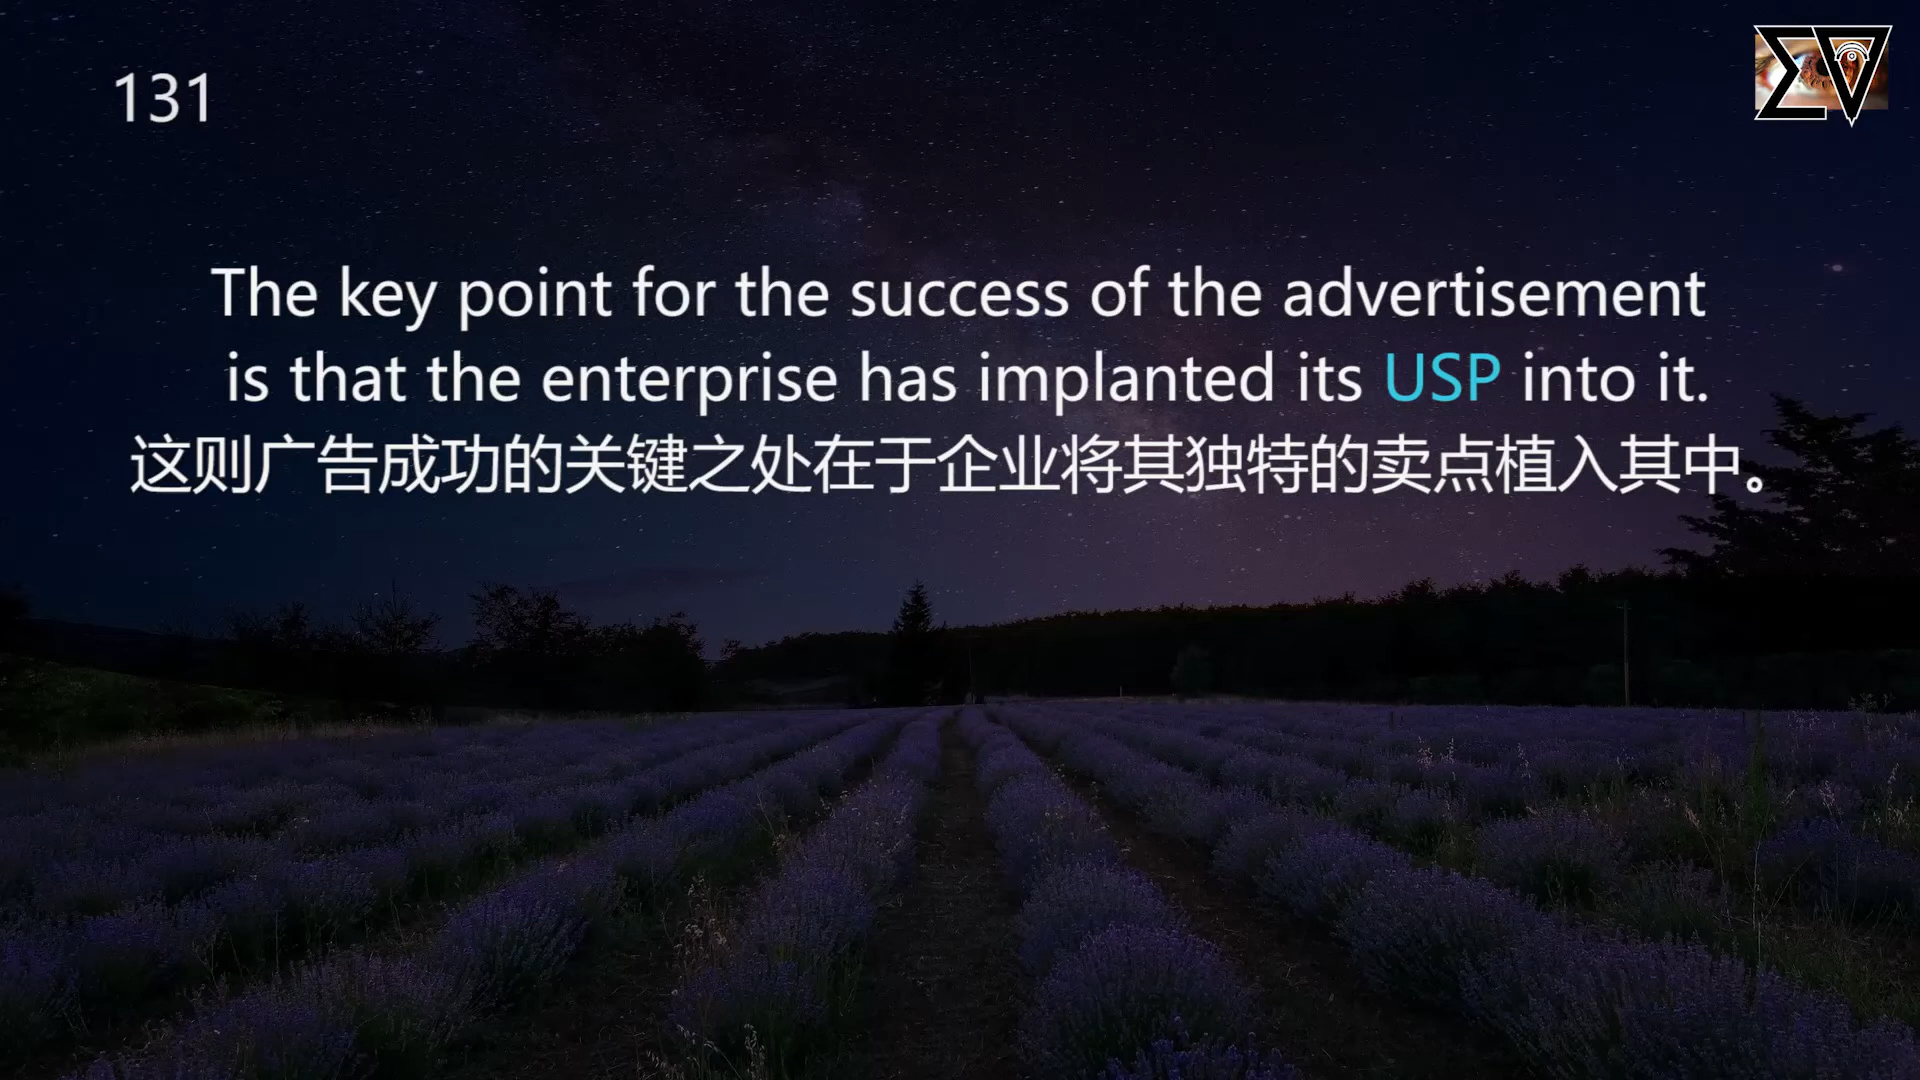 131
The key point for the success of the advertisement
is that the enterprise has implanted its USP into it.
这则广告成功的关键之处在于企业将其独特的卖点植入其中。